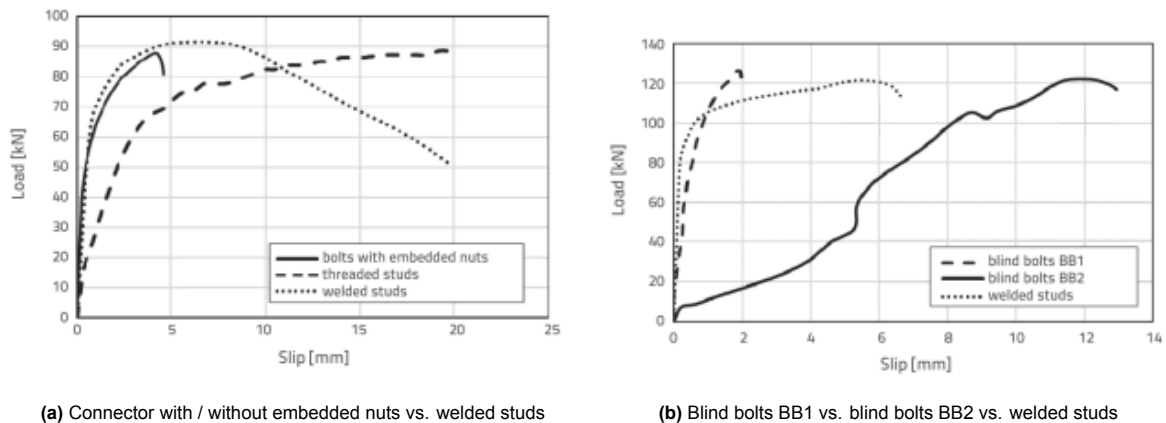 100
90
80
70
60
50
40
30
20
10
0
Load [kN]
bolts with embedded nuts
threaded studs
welded studs
0 5 10 15 20 25
Slip [mm]
(a) Connector with / without embedded nuts vs. welded studs
140
120
100
80
60
40
20
0
Load [kN]
blind bolts BB1
blind bolts BB2
welded studs
0 2 4 6 8 10 12 14
Slip [mm]
(b) Blind bolts BB1 vs. blind bolts BB2 vs. welded studs